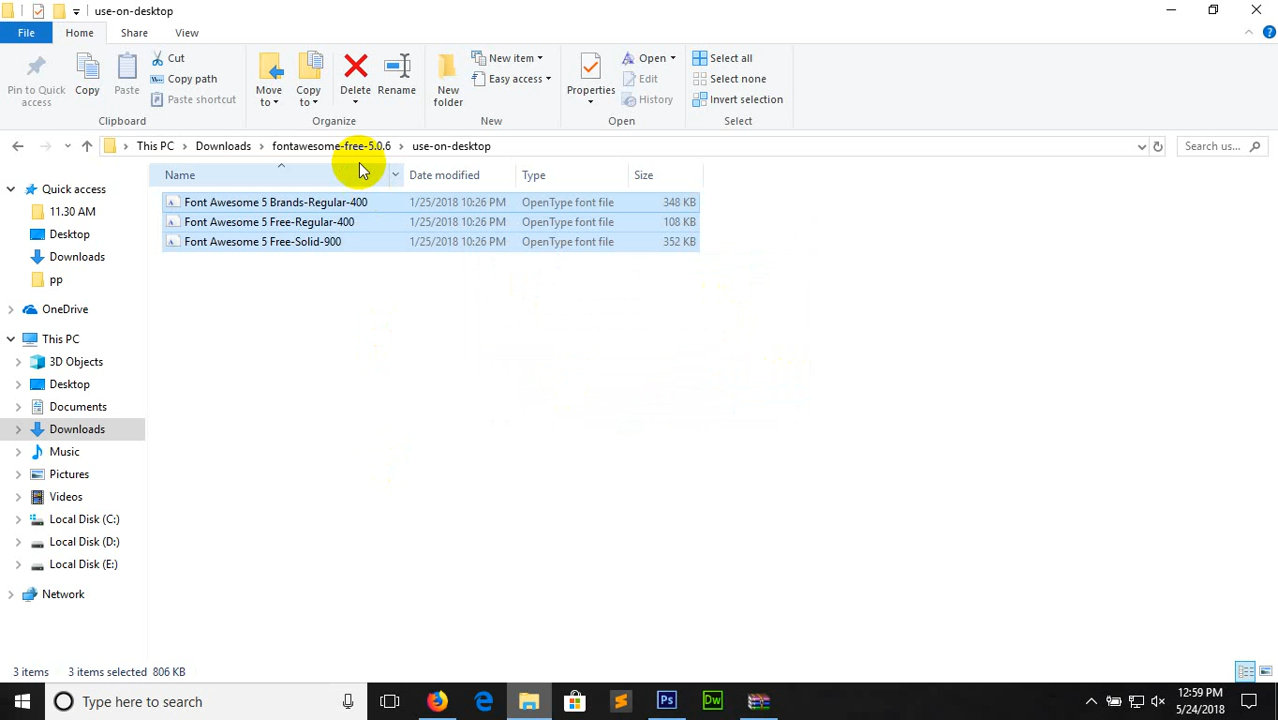 use-on-desktop
File Home Share View
Pin to Quick access
Copy
Paste
Cut
Copy path
Paste shortcut
Move to
Copy to
Delete
Rename
New folder
New item
Easy access
Properties
Open
Edit
History
Select all
Select none
Invert selection
Clipboard Organize New Open Select
This PC Downloads fontawesome-free-5.0.6 use-on-desktop Search us...
Name Date modified Type Size
Font Awesome 5 Brands-Regular-400 1/25/2018 10:26 PM OpenType font file 348 KB
Font Awesome 5 Free-Regular-400 1/25/2018 10:26 PM OpenType font file 108 KB
Font Awesome 5 Free-Solid-900 1/25/2018 10:26 PM OpenType font file 352 KB
Quick access
11.30 AM
Desktop
Downloads
pp
OneDrive
This PC
3D Objects
Desktop
Documents
Downloads
Music
Pictures
Videos
Local Disk (C:)
Local Disk (D:)
Local Disk (E:)
Network
3 items 3 items selected 806 KB
Type here to search
Ps
Dw
12:59 PM
5/24/2018